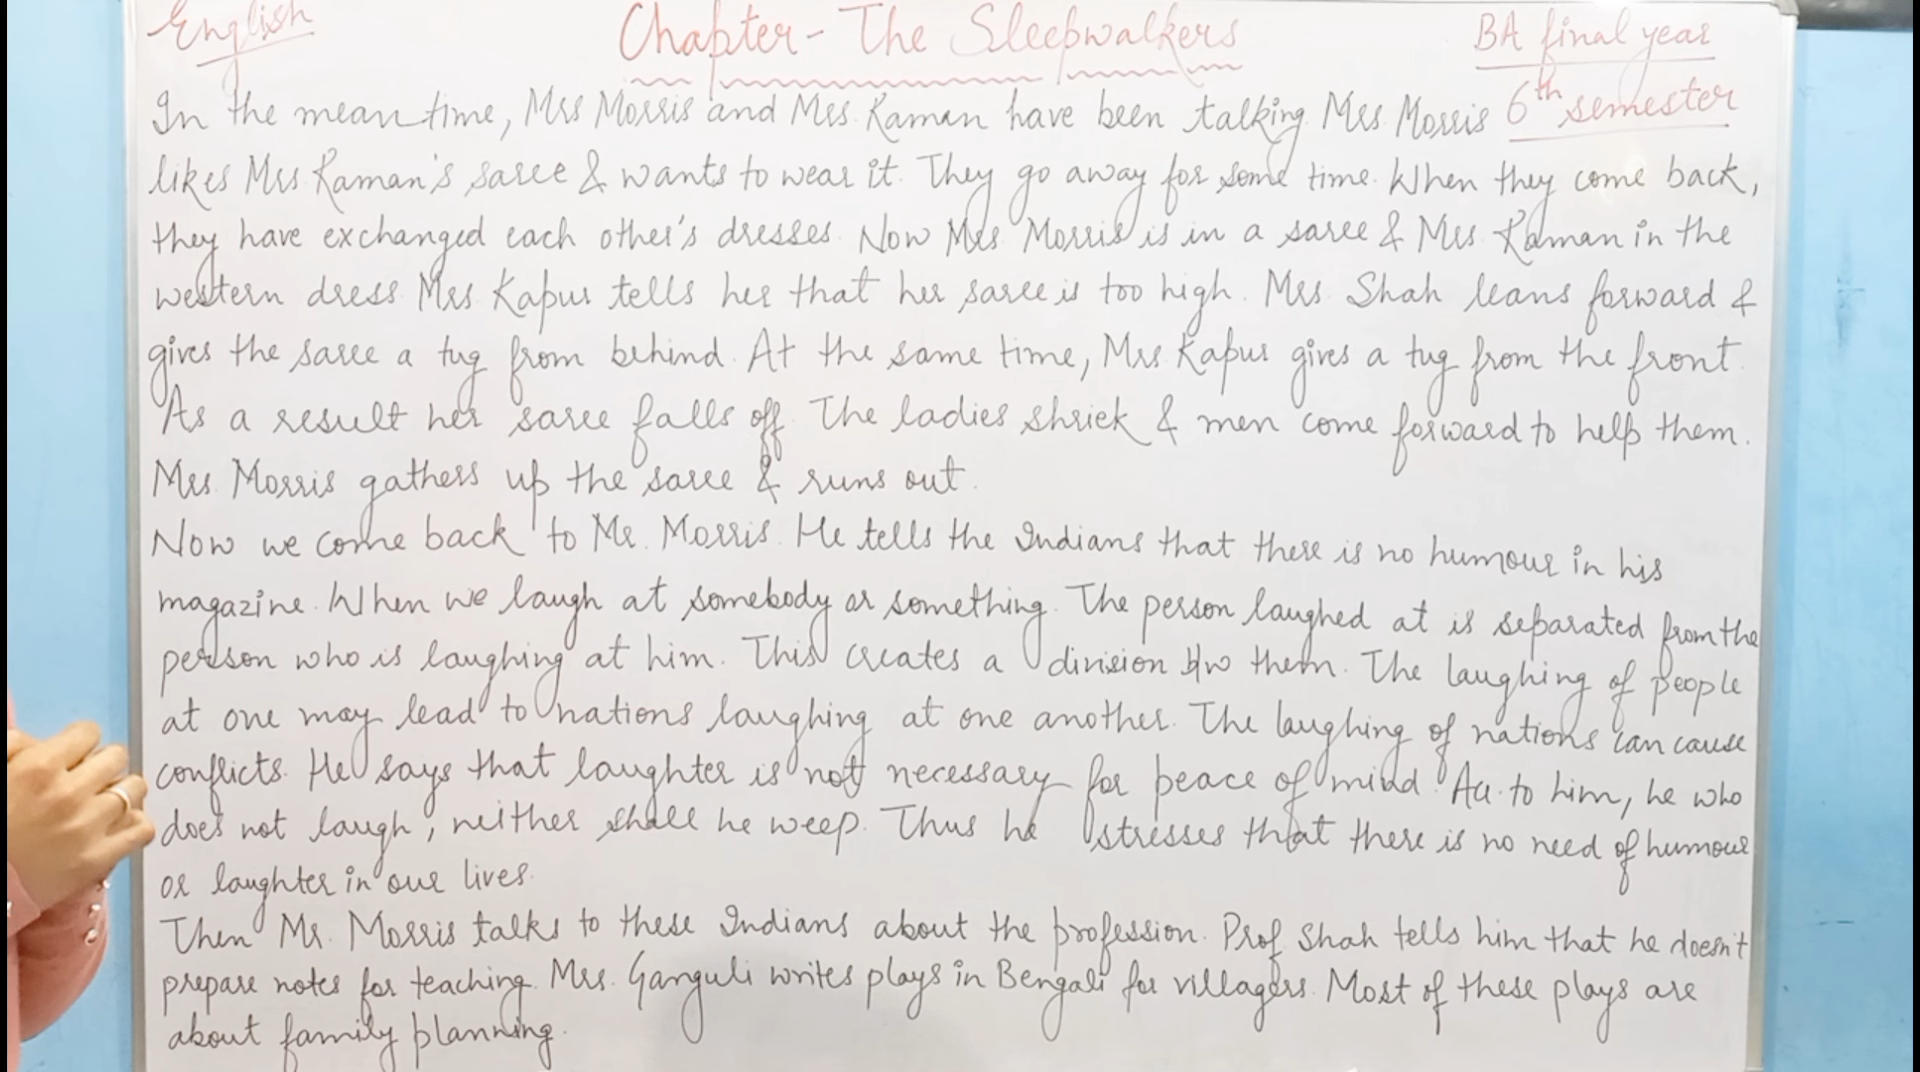 English Chapter - The Sleepwalkers BA final year
6th semester
In the mean time, Mrs Morris and Mrs. Raman have been talking. Mrs Morris
likes Mrs Raman's saree & wants to wear it. They go away for some time. When they come back,
they have exchanged each other's dresses. Now Mrs Morris is in a saree & Mrs Raman in the
western dress. Mrs Kapur tells her that her saree is too high. Mrs Shah leans forward &
gives the saree a tug from behind. At the same time, Mrs Kapur gives a tug from the front.
As a result her saree falls off. The ladies shriek & men come forward to help them.
Mrs. Morris gathers up the saree & runs out.
Now we come back to Mr. Morris. He tells the Indians that there is no humour in his
magazine. When we laugh at somebody or something. The person laughed at is separated from the
person who is laughing at him. This creates a division b/w them. The laughing of people
at one may lead to nations laughing at one another. The laughing of nations can cause
conflicts. He says that laughter is not necessary for peace of mind. Acc. to him, he who
does not laugh, neither shall he weep. Thus he stresses that there is no need of humour
or laughter in our lives.
Then Mr. Morris talks to these Indians about the profession. Prof Shah tells him that he doesn't
prepare notes for teaching. Mrs. Ganguli writes plays in Bengali for villagers. Most of these plays are
about family planning.